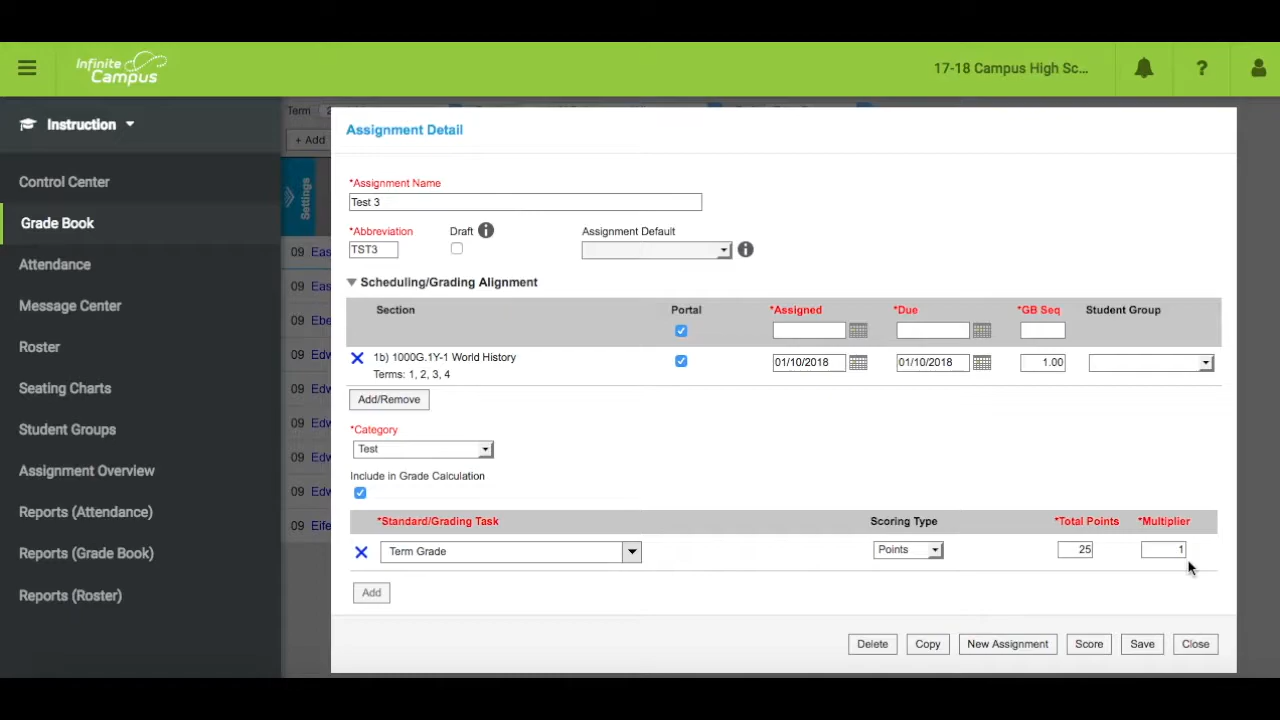 Infinite Campus
17-18 Campus High Sc...
?
Instruction
Control Center
Grade Book
Attendance
Message Center
Roster
Seating Charts
Student Groups
Assignment Overview
Reports (Attendance)
Reports (Grade Book)
Reports (Roster)
Term
+ Add
Settings
09 Eas
09 Eas
09 Ebe
09 Edv
09 Edw
09 Edw
09 Edw
09 Edw
09 Eife
Assignment Detail
*Assignment Name
Test 3
*Abbreviation Draft Assignment Default
TST3
Scheduling/Grading Alignment
Section Portal *Assigned *Due *GB Seq Student Group
1b) 1000G.1Y-1 World History 01/10/2018 01/10/2018 1.00
Terms: 1, 2, 3, 4
Add/Remove
*Category
Test
Include in Grade Calculation
*Standard/Grading Task Scoring Type *Total Points *Multiplier
Term Grade Points 25 1
Add
Delete Copy New Assignment Score Save Close